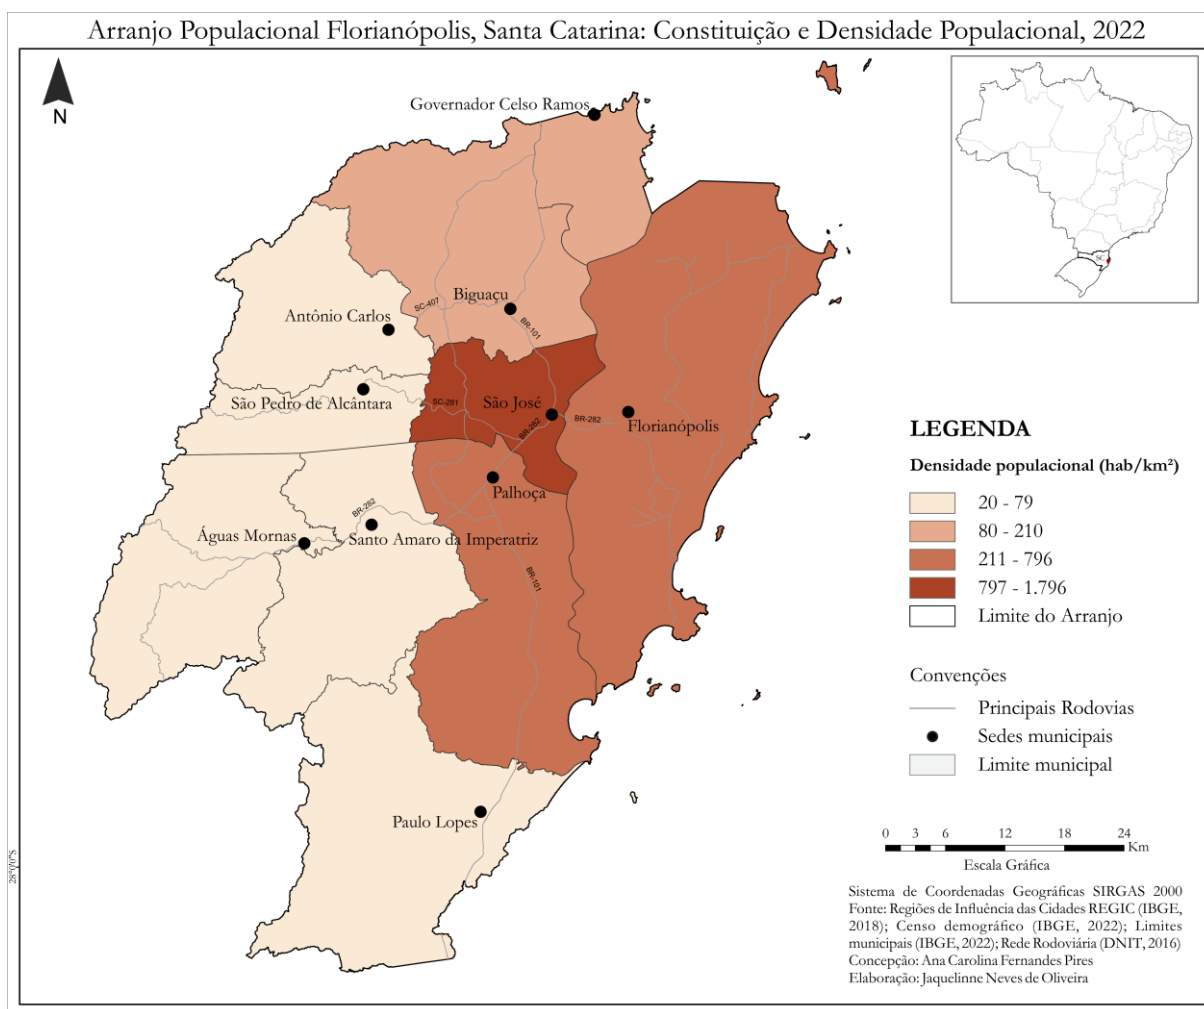 Arranjo Populacional Florianópolis, Santa Catarina: Constituição e Densidade Populacional, 2022
N
Governador Celso Ramos
SC
Biguaçu
SC-407
Antônio Carlos
BR-101
São Pedro de Alcântara
SC-281
São José
BR-282
Florianópolis
BR-282
Palhoça
BR-282
Águas Mornas
Santo Amaro da Imperatriz
BR-101
Paulo Lopes
28°0'0"S
LEGENDA
Densidade populacional (hab/km²)
20 - 79
80 - 210
211 - 796
797 - 1.796
Limite do Arranjo
Convenções
Principais Rodovias
Sedes municipais
Limite municipal
0 3 6 12 18 24
Km
Escala Gráfica
Sistema de Coordenadas Geográficas SIRGAS 2000
Fonte: Regiões de Influência das Cidades REGIC (IBGE,
2018); Censo demográfico (IBGE, 2022); Limites
municipais (IBGE, 2022); Rede Rodoviária (DNIT, 2016)
Concepção: Ana Carolina Fernandes Pires
Elaboração: Jaquelinne Neves de Oliveira